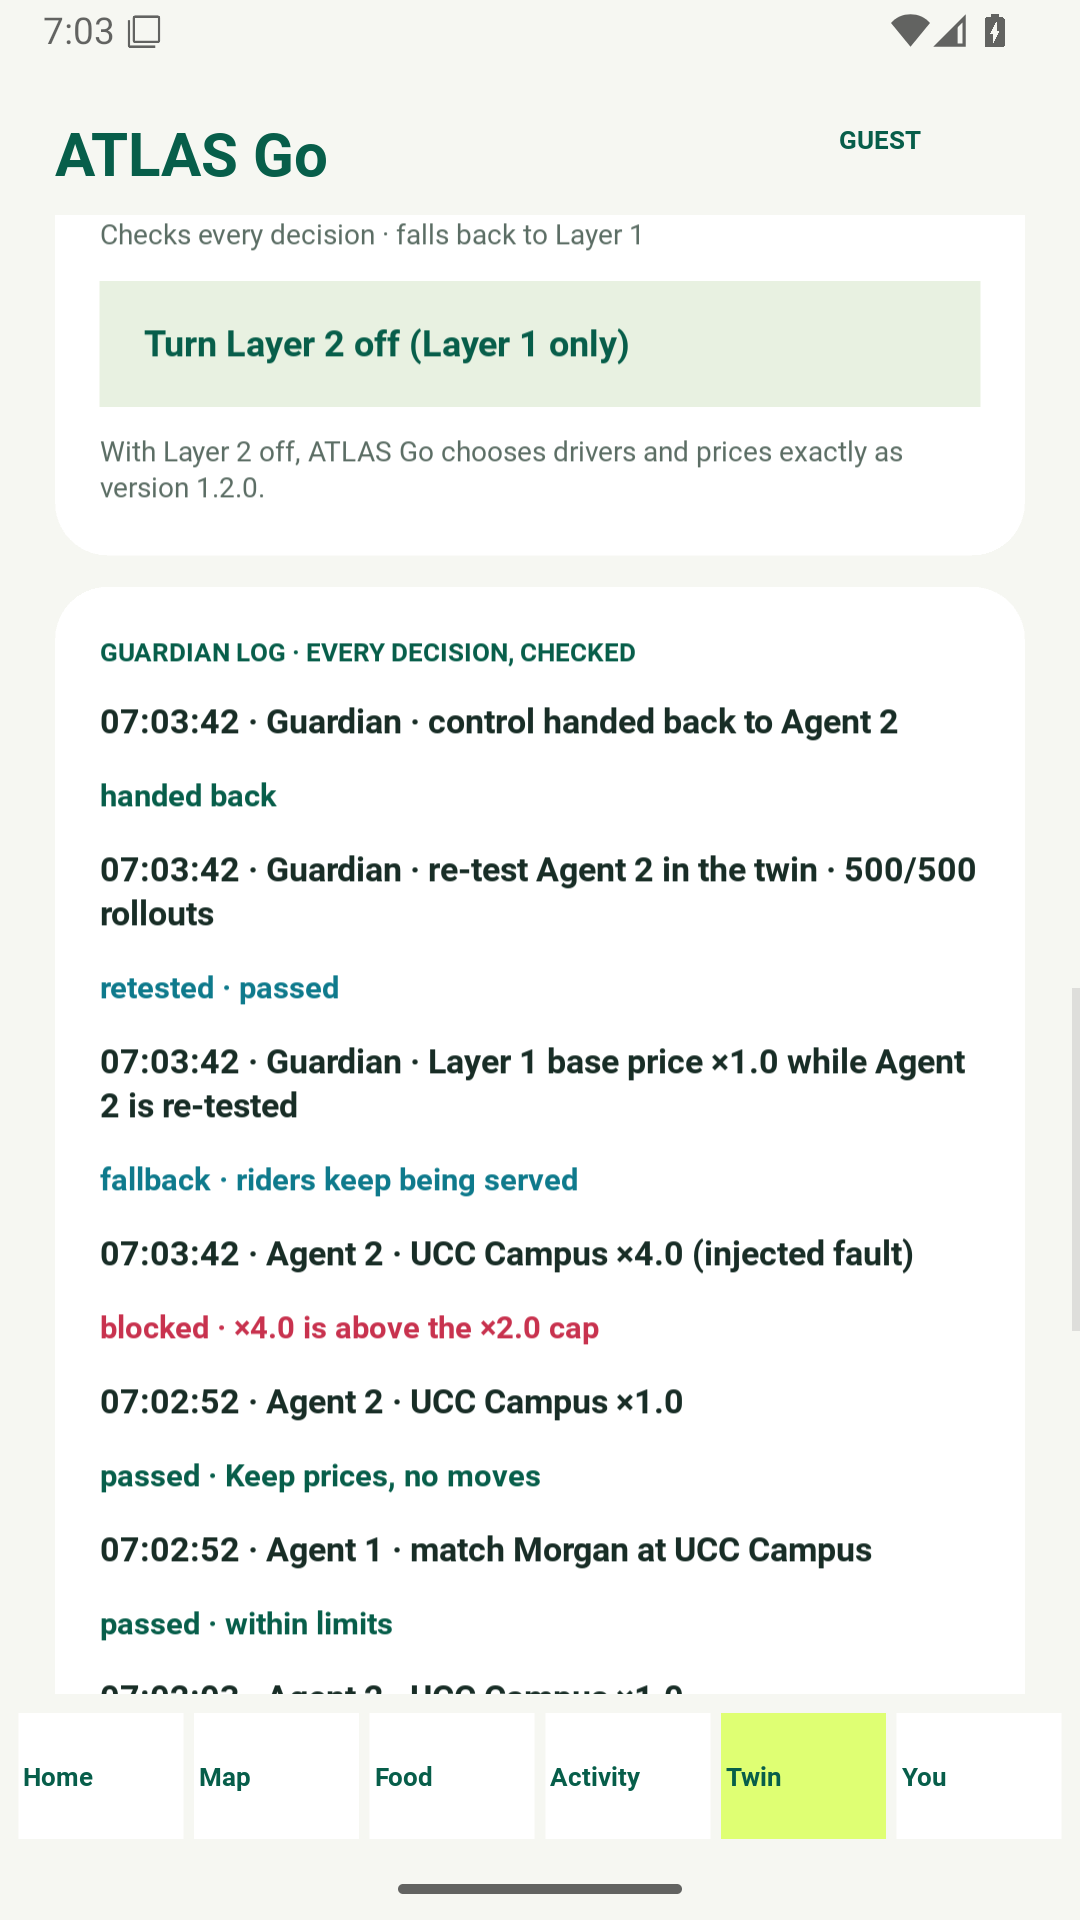 7:03
ATLAS Go
GUEST
Checks every decision · falls back to Layer 1
Turn Layer 2 off (Layer 1 only)
With Layer 2 off, ATLAS Go chooses drivers and prices exactly as
version 1.2.0.
GUARDIAN LOG · EVERY DECISION, CHECKED
07:03:42 · Guardian · control handed back to Agent 2
handed back
07:03:42 · Guardian · re-test Agent 2 in the twin · 500/500
rollouts
retested · passed
07:03:42 · Guardian · Layer 1 base price ×1.0 while Agent
2 is re-tested
fallback · riders keep being served
07:03:42 · Agent 2 · UCC Campus ×4.0 (injected fault)
blocked · ×4.0 is above the ×2.0 cap
07:02:52 · Agent 2 · UCC Campus ×1.0
passed · Keep prices, no moves
07:02:52 · Agent 1 · match Morgan at UCC Campus
passed · within limits
Home
Map
Food
Activity
Twin
You